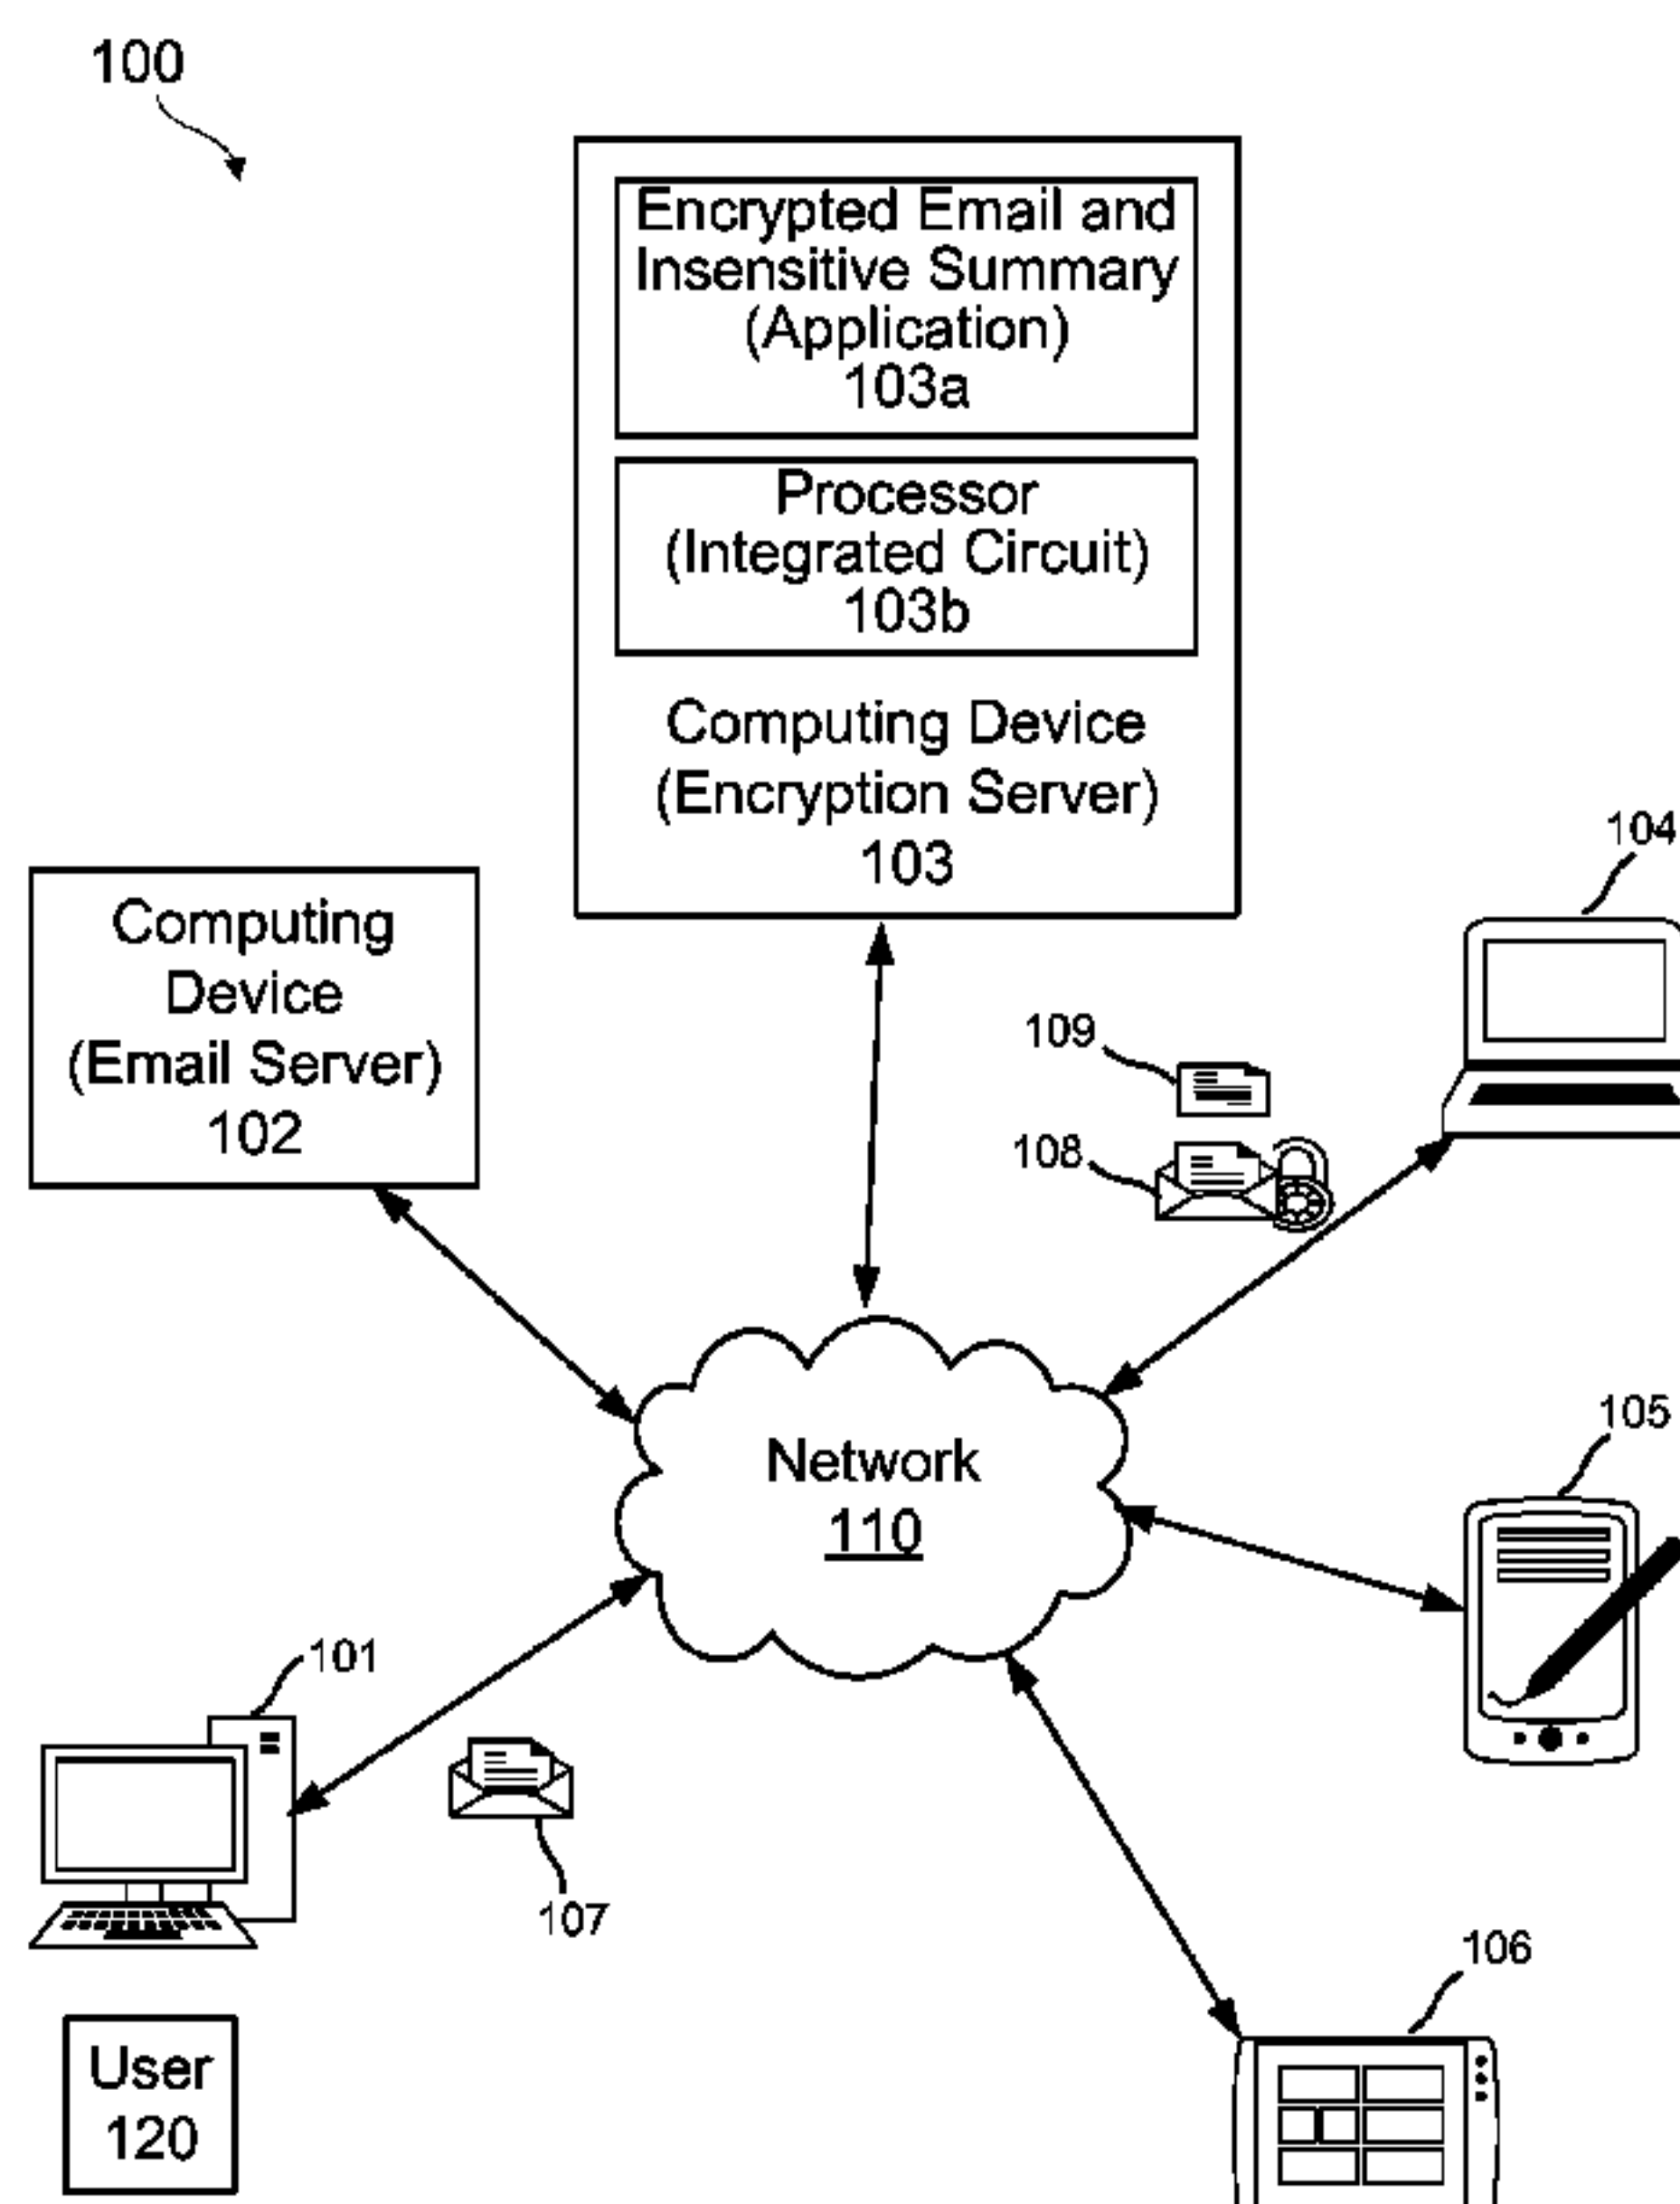 100
Encrypted Email and
Insensitive Summary
(Application)
103a
Processor
(Integrated Circuit)
103b
Computing Device
(Encryption Server)
103
104
Computing
Device
(Email Server)
102
109
108
105
Network
110
101
107
106
User
120